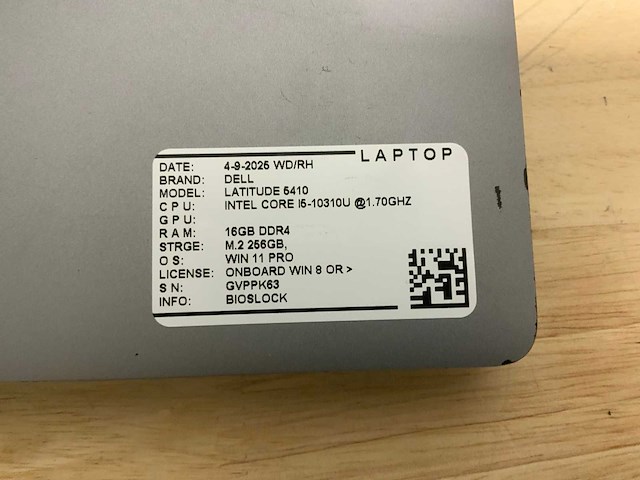 LAPTOP
DATE: 4-9-2025 WD/RH
BRAND: DELL
MODEL: LATITUDE 5410
CPU: INTEL CORE I5-10310U @1.70GHZ
GPU:
RAM: 16GB DDR4
STRGE: M.2 256GB,
OS: WIN 11 PRO
LICENSE: ONBOARD WIN 8 OR >
SN: GVPPK63
INFO: BIOSLOCK